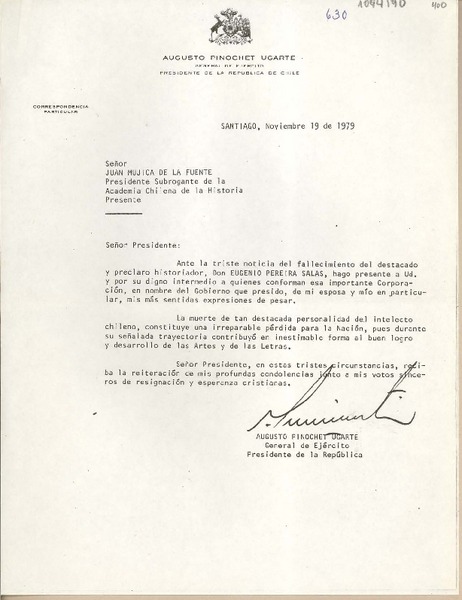 630
1044190
400
AUGUSTO PINOCHET UGARTE
GENERAL DE EJERCITO
PRESIDENTE DE LA REPUBLICA DE CHILE
CORRESPONDENCIA
PARTICULAR
SANTIAGO, Noviembre 19 de 1979
Señor
JUAN MUJICA DE LA FUENTE
Presidente Subrogante de la
Academia Chilena de la Historia
Presente
Señor Presidente:
Ante la triste noticia del fallecimiento del destacado
y preclaro historiador, Don EUGENIO PEREIRA SALAS, hago presente a Ud.
y por su digno intermedio a quienes conforman esa importante Corpora-
ción, en nombre del Gobierno que presido, de mi esposa y mío en particu-
lar, mis más sentidas expresiones de pesar.
La muerte de tan destacada personalidad del intelecto
chileno, constituye una irreparable pérdida para la Nación, pues durante
su señalada trayectoria contribuyó en inestimable forma al buen logro
y desarrollo de las Artes y de las Letras.
Señor Presidente, en estas tristes circunstancias, reci-
ba la reiteración de mis profundas condolencias junto a mis votos since-
ros de resignación y esperanza cristianas.
AUGUSTO PINOCHET UGARTE
General de Ejército
Presidente de la República